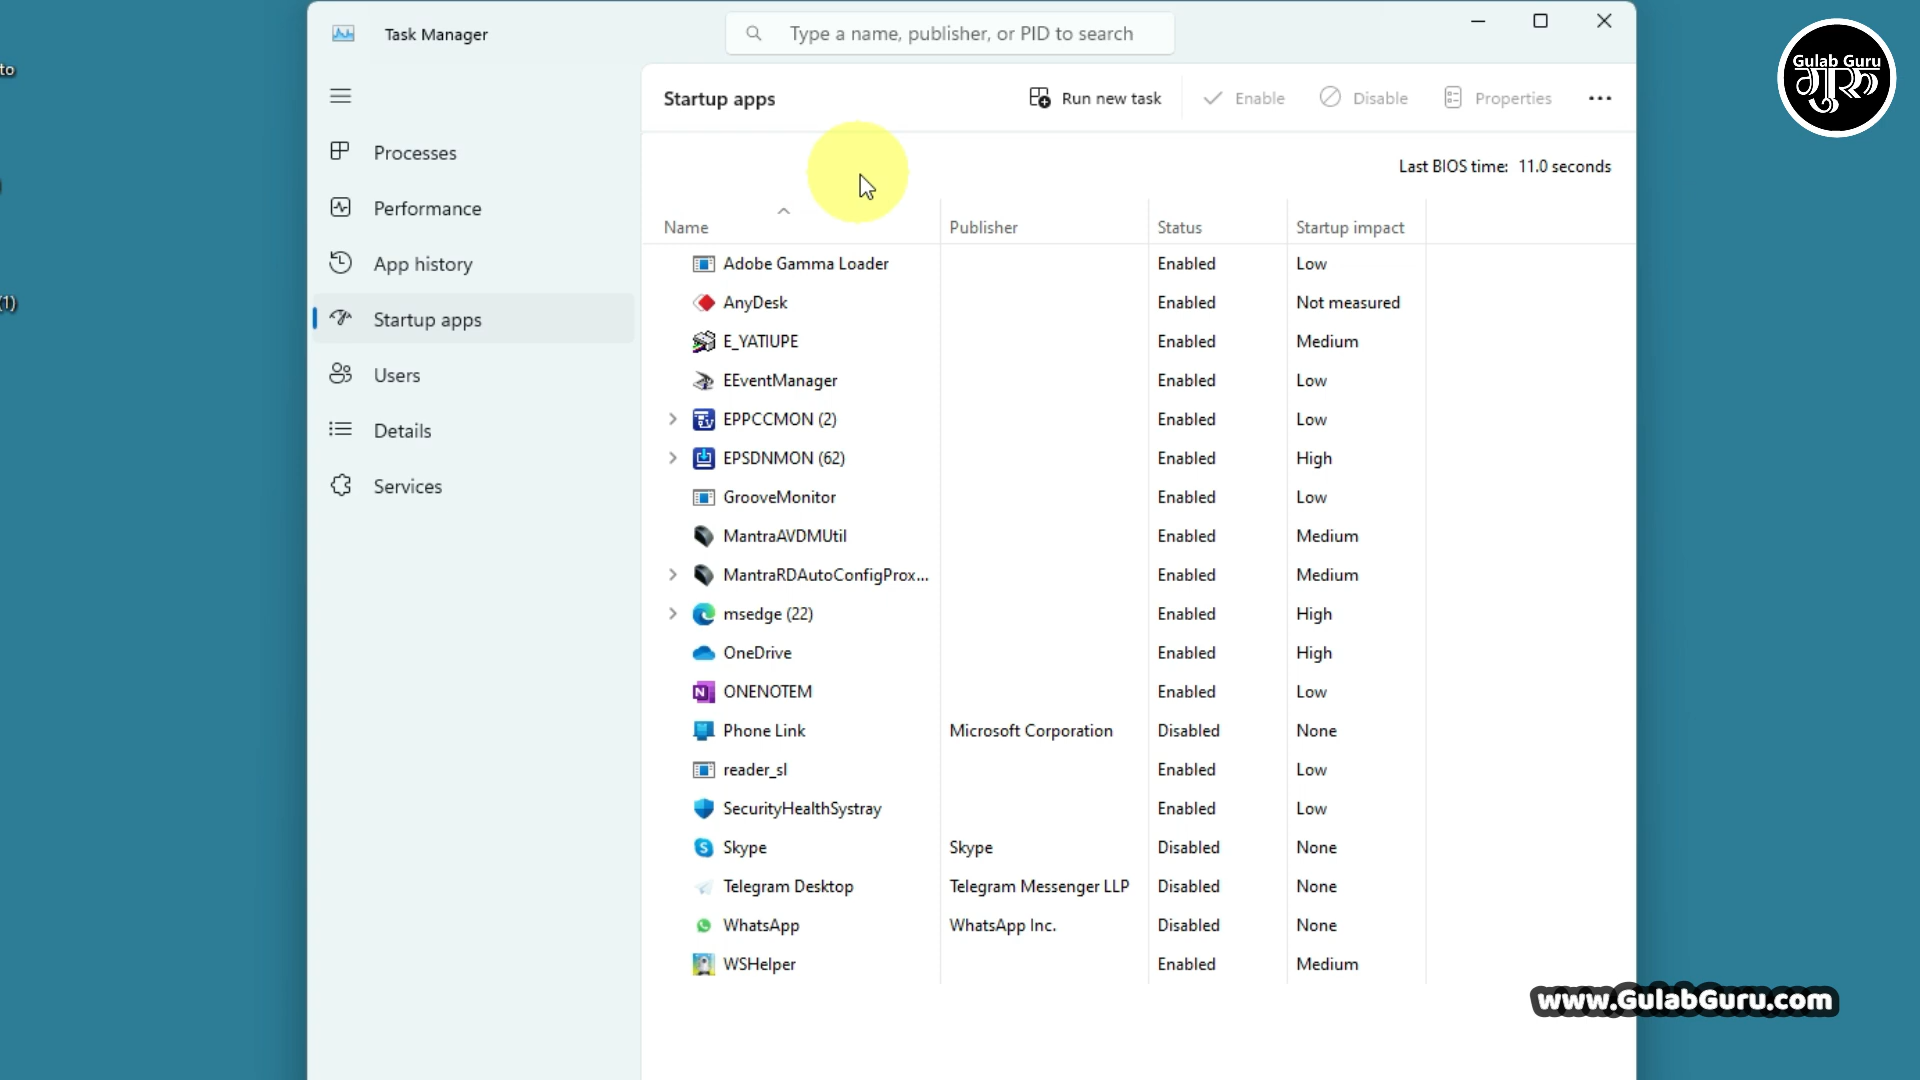 Task Manager
Type a name, publisher, or PID to search
Gulab Guru
गुरु
to
Startup apps
Run new task
Enable
Disable
Properties
Processes
Last BIOS time: 11.0 seconds
Performance
Name Publisher Status Startup impact
App history
Adobe Gamma Loader Enabled Low
(1)
AnyDesk Enabled Not measured
Startup apps
E_YATIUPE Enabled Medium
Users
EEventManager Enabled Low
EPPCCMON (2) Enabled Low
Details
EPSDNMON (62) Enabled High
Services
GrooveMonitor Enabled Low
MantraAVDMUtil Enabled Medium
MantraRDAutoConfigProx... Enabled Medium
msedge (22) Enabled High
OneDrive Enabled High
ONENOTEM Enabled Low
Phone Link Microsoft Corporation Disabled None
reader_sl Enabled Low
SecurityHealthSystray Enabled Low
Skype Skype Disabled None
Telegram Desktop Telegram Messenger LLP Disabled None
WhatsApp WhatsApp Inc. Disabled None
WSHelper Enabled Medium
www.GulabGuru.com